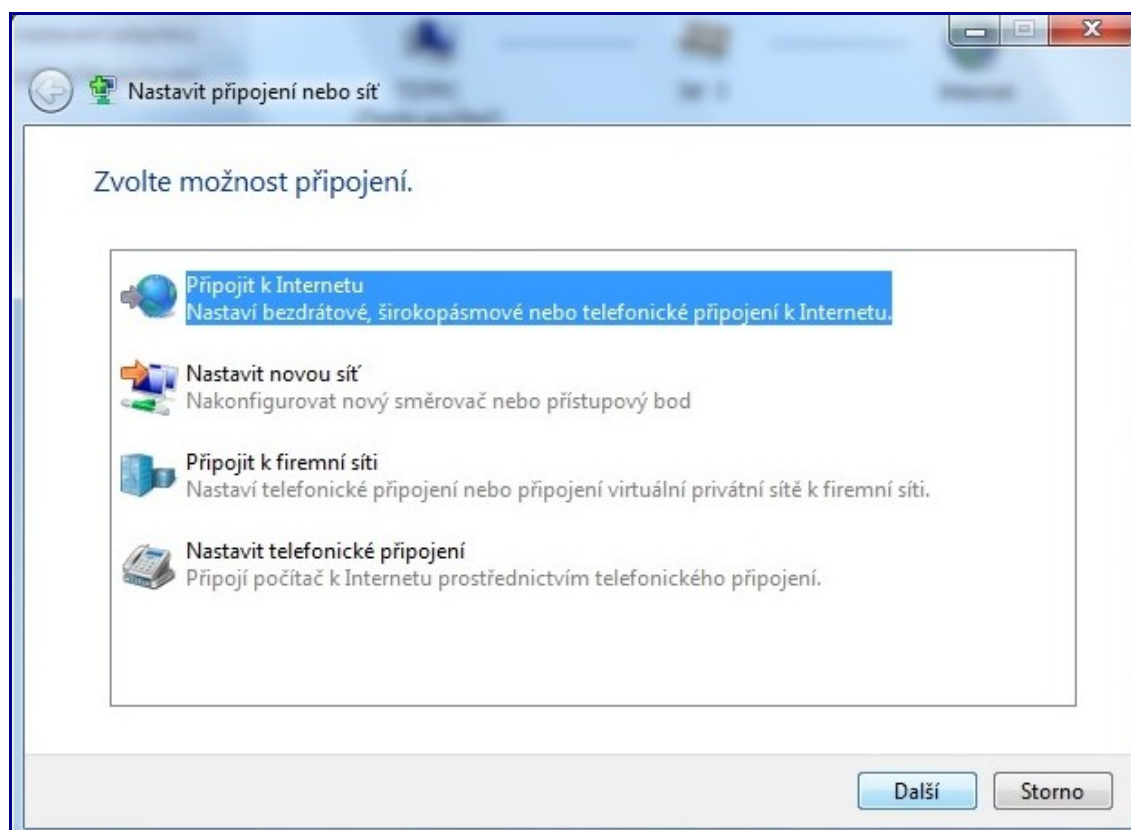 Nastavit připojení nebo síť
Zvolte možnost připojení.
Připojit k Internetu
Nastaví bezdrátové, širokopásmové nebo telefonické připojení k Internetu.
Nastavit novou síť
Nakonfigurovat nový směrovač nebo přístupový bod
Připojit k firemní síti
Nastaví telefonické připojení nebo připojení virtuální privátní sítě k firemní síti.
Nastavit telefonické připojení
Připojí počítač k Internetu prostřednictvím telefonického připojení.
Další
Storno